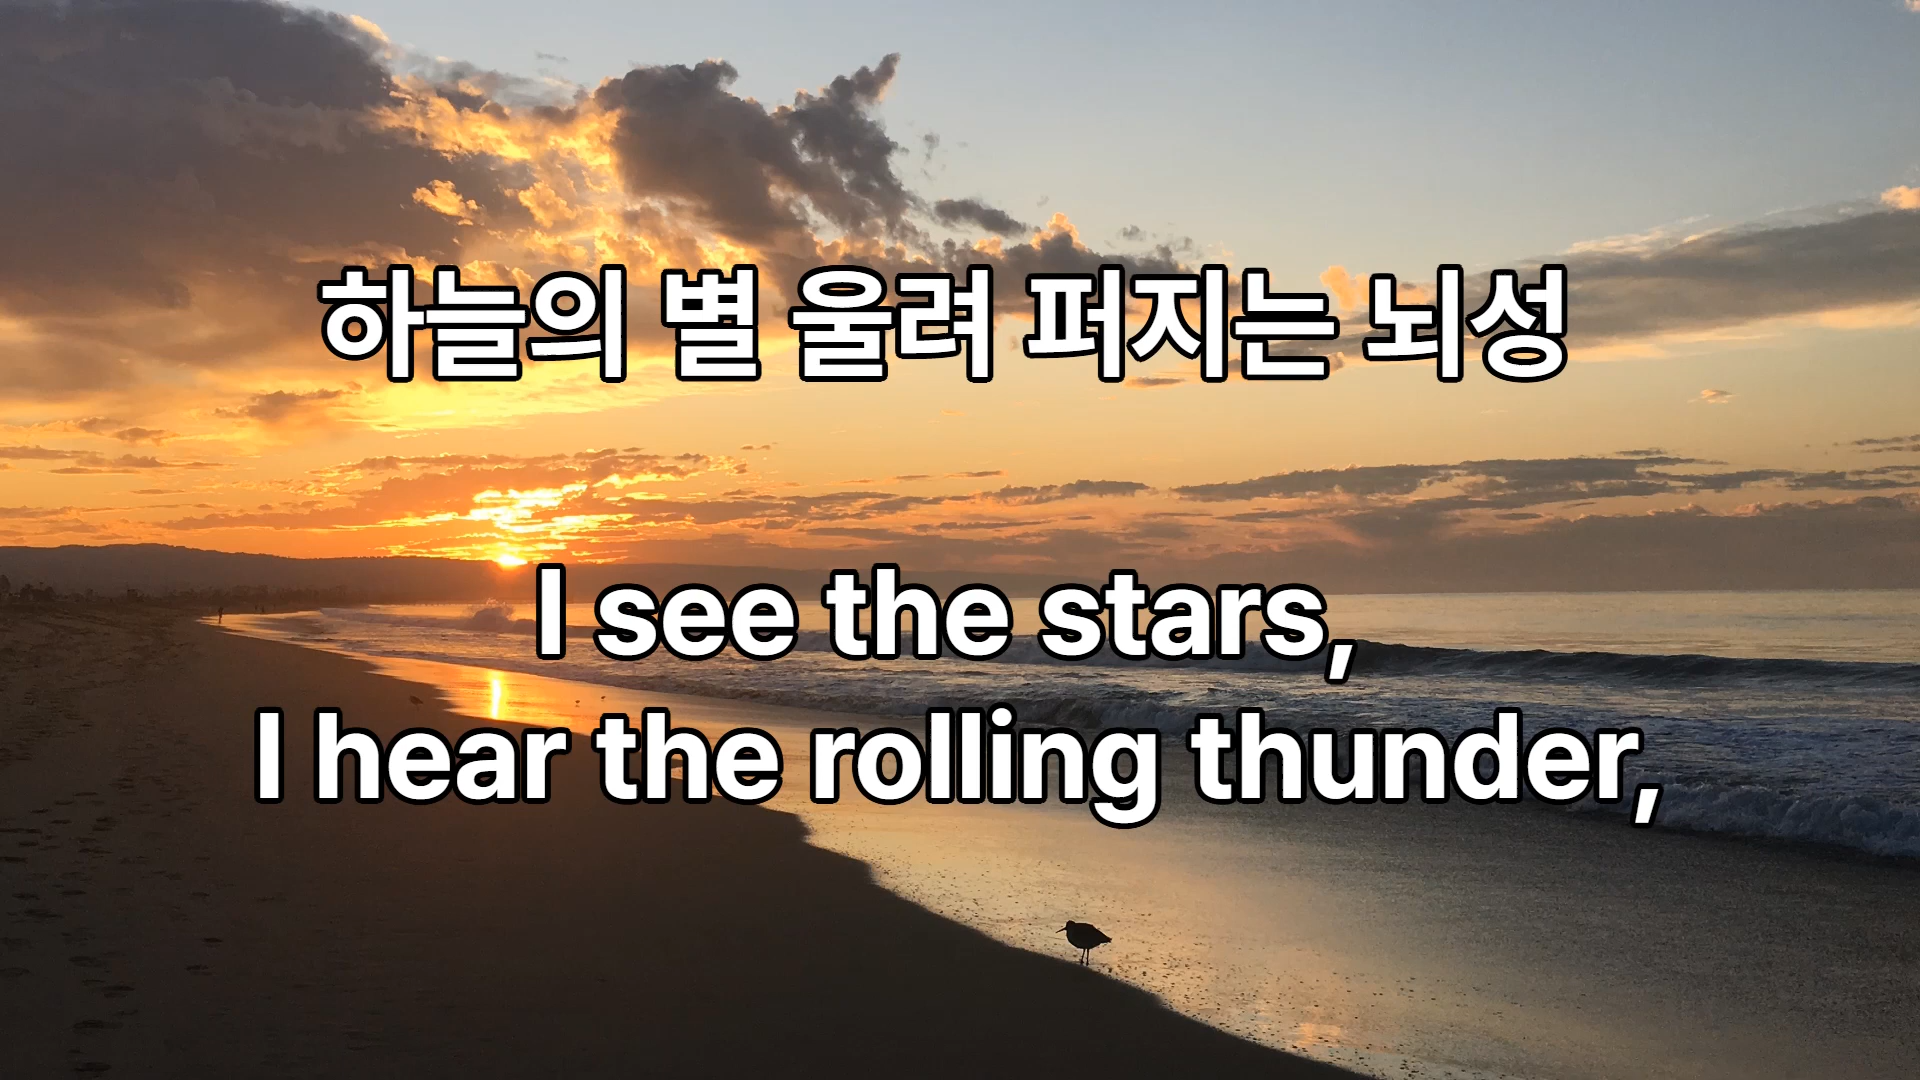 하늘의 별 울려 퍼지는 뇌성
I see the stars,
I hear the rolling thunder,